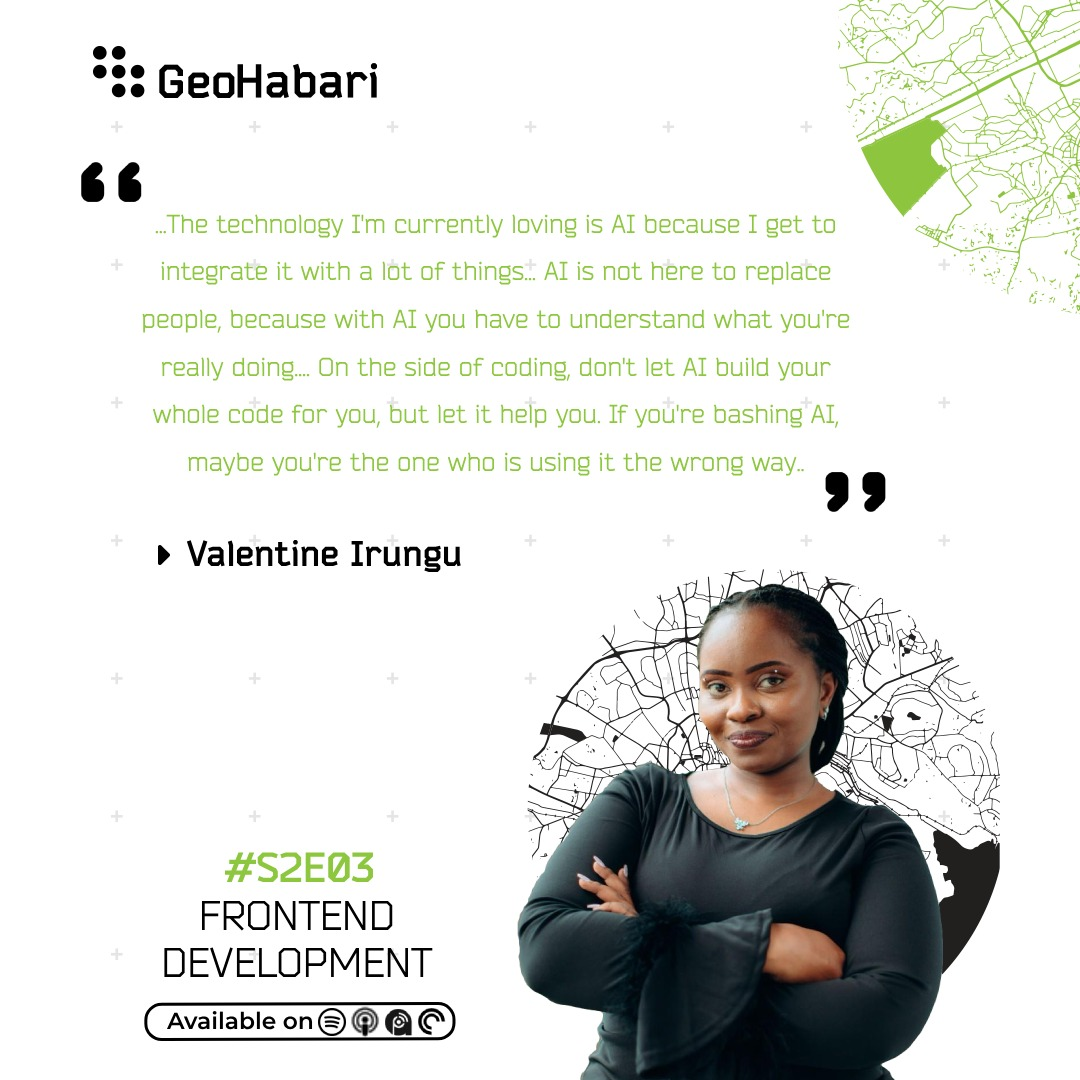 GeoHabari
“
...The technology I'm currently loving is AI because I get to
integrate it with a lot of things... AI is not here to replace
people, because with AI you have to understand what you're
really doing.... On the side of coding, don't let AI build your
whole code for you, but let it help you. If you're bashing AI,
maybe you're the one who is using it the wrong way..
”
Valentine Irungu
#S2E03
FRONTEND
DEVELOPMENT
Available on